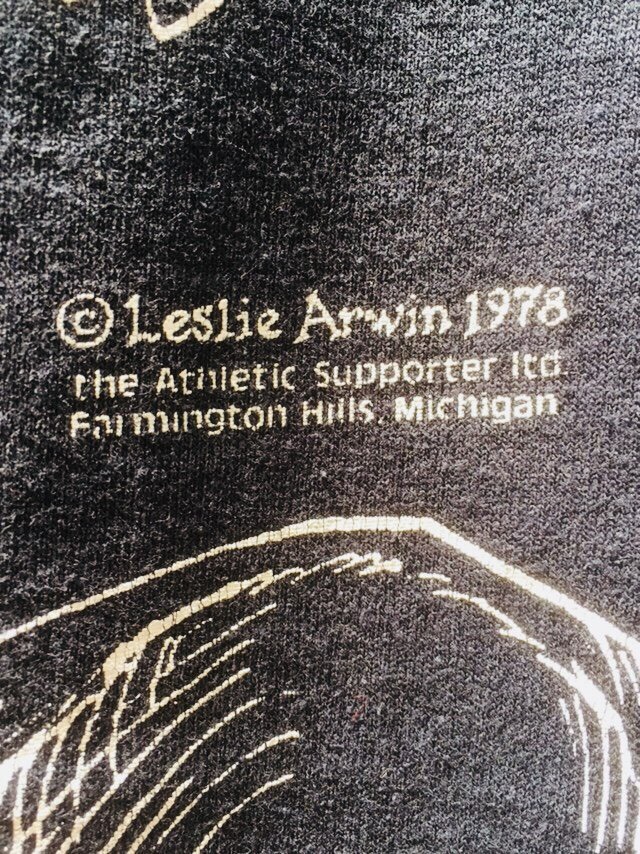 © Leslie Arwin 1978
the Athletic Supporter ltd
Farmington Hills, Michigan